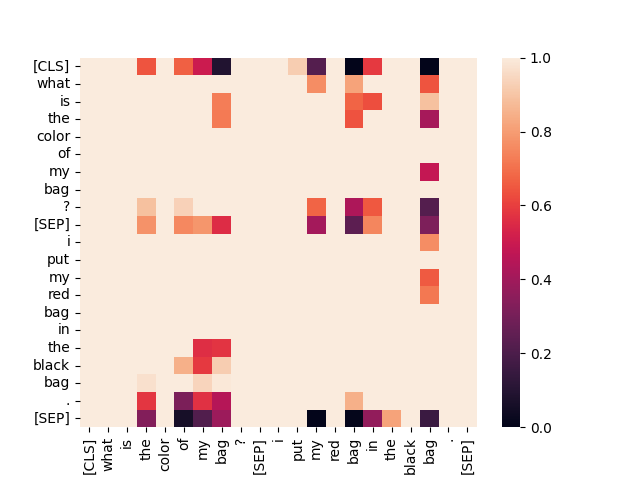 [CLS]
what
is
the
color
of
my
bag
?
[SEP]
i
put
my
red
bag
in
the
black
bag
.
[SEP]
[CLS]
what
is
the
color
of
my
bag
?
[SEP]
i
put
my
red
bag
in
the
black
bag
.
[SEP]
1.0
0.8
0.6
0.4
0.2
0.0